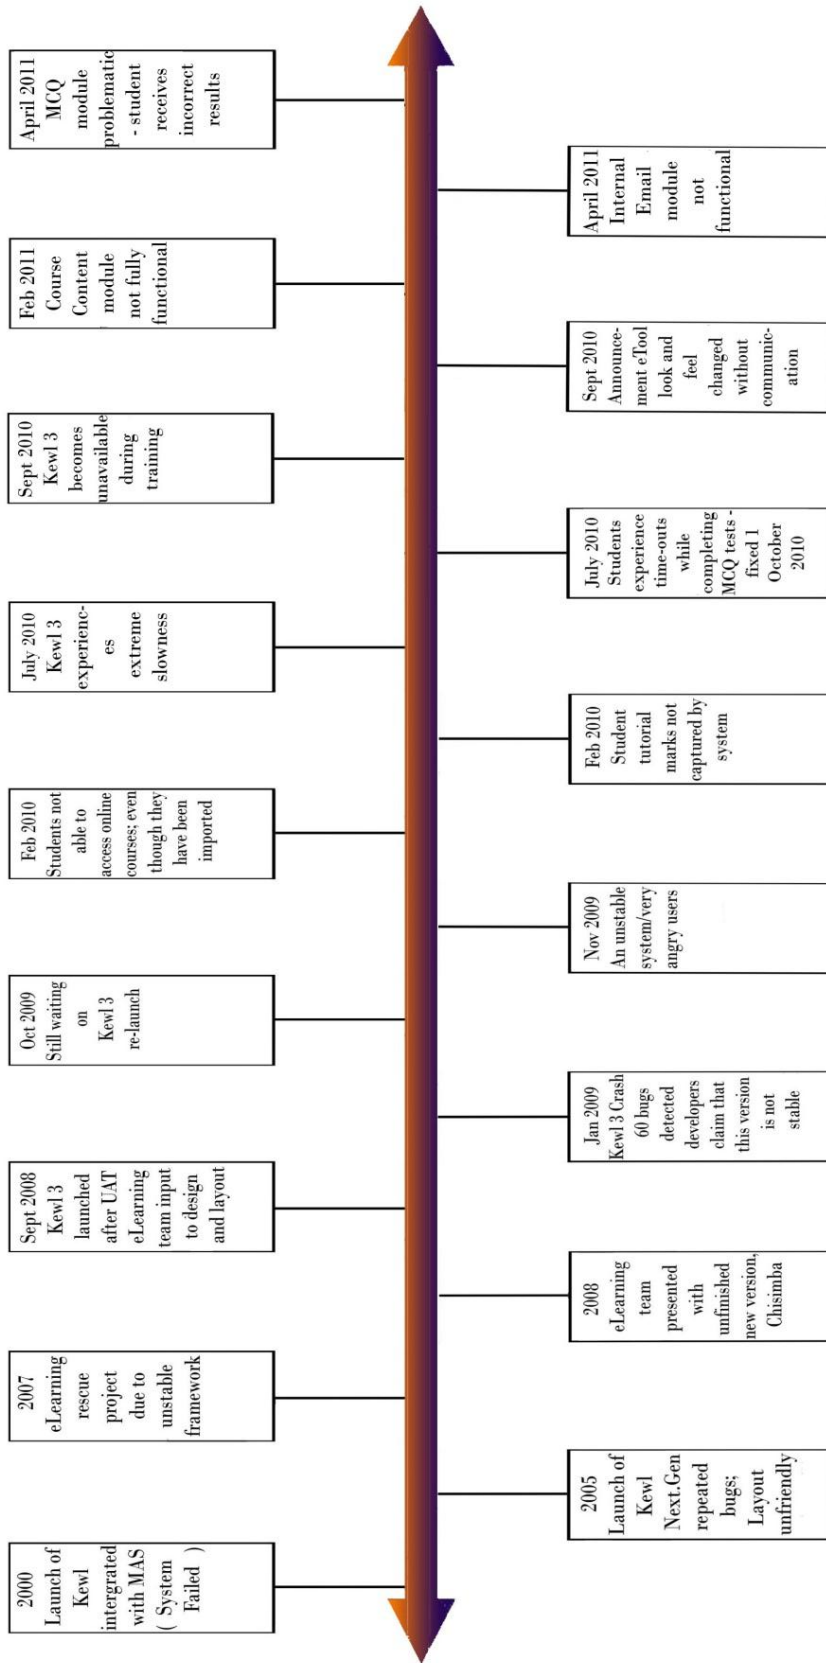 2000
Launch of
Kewl
intergrated
with MAS
( System
Failed )
2005
Launch of
Kewl
Next.Gen
repeated
bugs;
Layout
unfriendly
2007
eLearning
rescue
project
due to
unstable
framework
2008
eLearning
team
presented
with
unfinished
new version,
Chisimba
Sept 2008
Kewl 3
launched
after UAT
eLearning
team input
to design
and layout
Jan 2009
Kewl 3 Crash
60 bugs
detected
developers
claim that
this version
is not
stable
Oct 2009
Still waiting
on
Kewl 3
re-launch
Nov 2009
An unstable
system/very
angry users
Feb 2010
Students not
able to
access online
courses; even
though they
have been
imported
Feb 2010
Student
tutorial
marks not
captured by
system
July 2010
Kewl 3
experienc-
es
extreme
slowness
July 2010
Students
experience
time-outs
while
completing
MCQ tests -
fixed 1
October
2010
Sept 2010
Kewl 3
becomes
unavailable
during
training
Sept 2010
Announce-
ment eTool
look and
feel
changed
without
communic-
ation
Feb 2011
Course
Content
module
not fully
functional
April 2011
Internal
Email
module
not
functional
April 2011
MCQ
module
problematic
- student
receives
incorrect
results